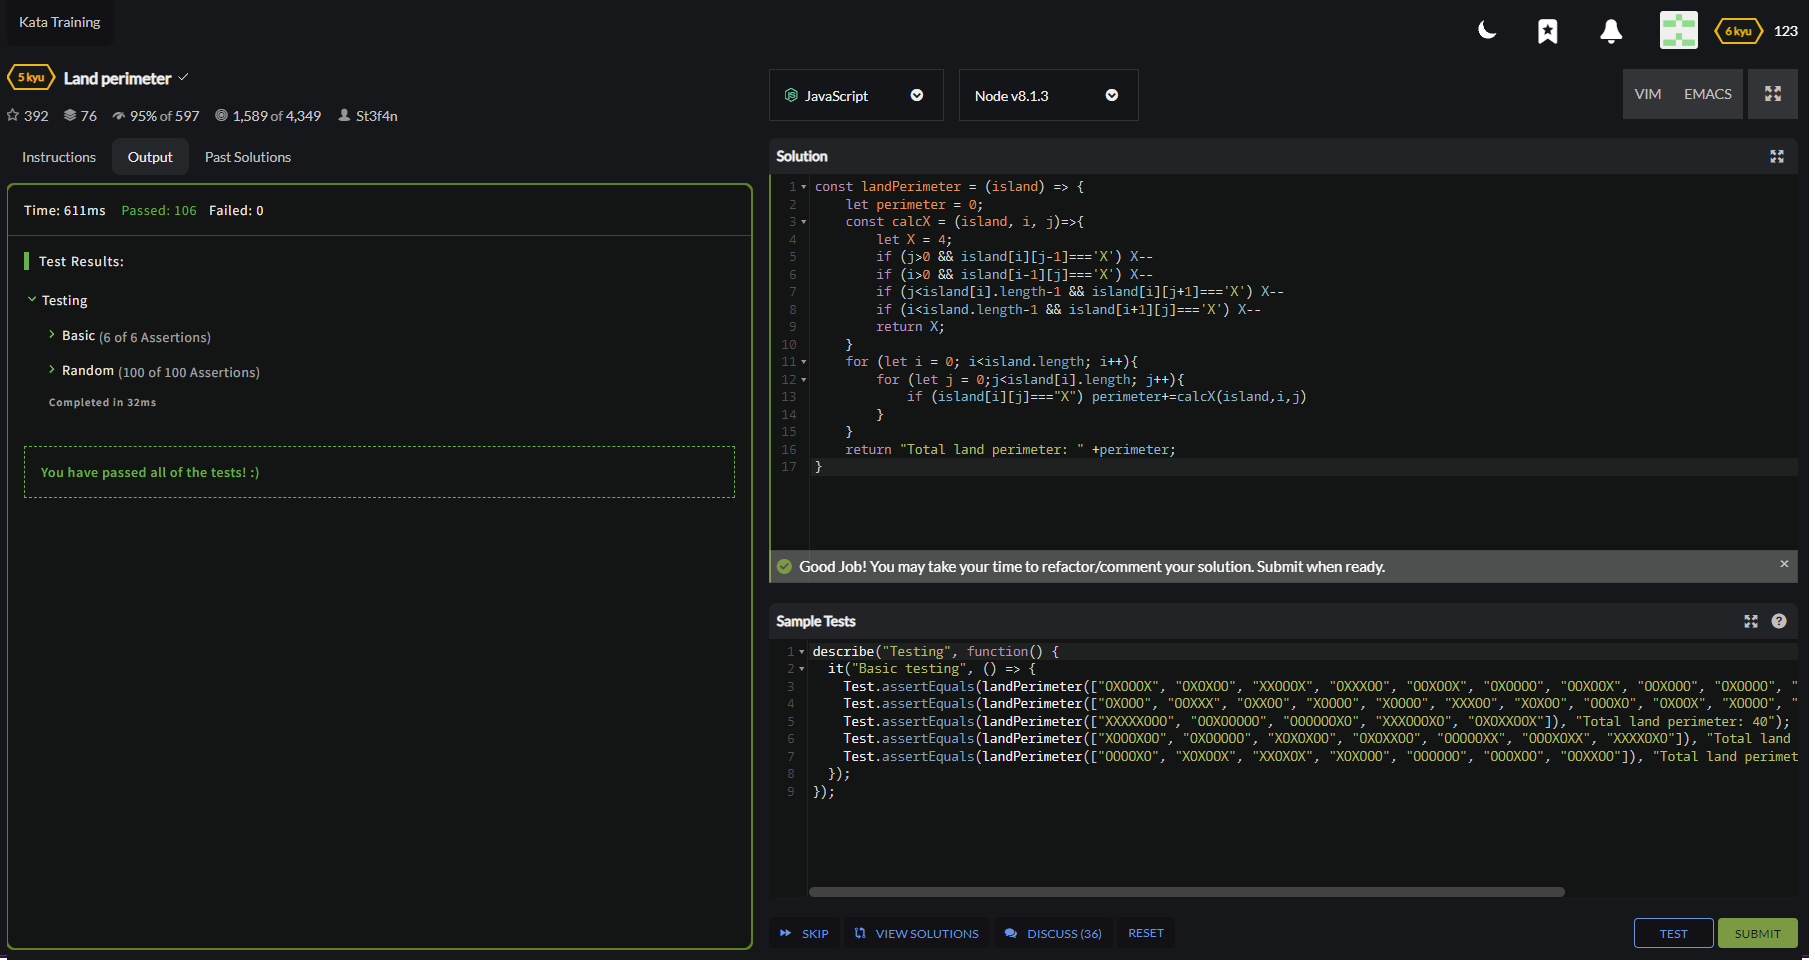 Kata Training
6 kyu 123
5 kyu Land perimeter
392 76 95% of 597 1,589 of 4,349 St3f4n
Instructions Output Past Solutions
Time: 611ms Passed: 106 Failed: 0
Test Results:
Testing
Basic (6 of 6 Assertions)
Random (100 of 100 Assertions)
Completed in 32ms
You have passed all of the tests! :)
JavaScript Node v8.1.3 VIM EMACS
Solution
1 const landPerimeter = (island) => {
2 let perimeter = 0;
3 const calcX = (island, i, j)=>{
4 let X = 4;
5 if (j>0 && island[i][j-1]==='X') X--
6 if (i>0 && island[i-1][j]==='X') X--
7 if (j<island[i].length-1 && island[i][j+1]==='X') X--
8 if (i<island.length-1 && island[i+1][j]==='X') X--
9 return X;
10 }
11 for (let i = 0; i<island.length; i++){
12 for (let j = 0;j<island[i].length; j++){
13 if (island[i][j]==="X") perimeter+=calcX(island,i,j)
14 }
15 }
16 return "Total land perimeter: " +perimeter;
17 }
Good Job! You may take your time to refactor/comment your solution. Submit when ready.
Sample Tests
1 describe("Testing", function() {
2 it("Basic testing", () => {
3 Test.assertEquals(landPerimeter(["OXOOOX", "OXOXOO", "XXOOOX", "OXXXOO", "OOXOOX", "OXOOOO", "OOXOOX", "OOXOOO", "OXOOOO", "
4 Test.assertEquals(landPerimeter(["OXOOO", "OOXXX", "OXXOO", "XOOOO", "XOOOO", "XXXOO", "XOXOO", "OOOXO", "OXOOX", "XOOOO", "
5 Test.assertEquals(landPerimeter(["XXXXXOOO", "OOXOOOOO", "OOOOOOXO", "XXXOOOXO", "OXOXXOOX"]), "Total land perimeter: 40");
6 Test.assertEquals(landPerimeter(["XOOOXOO", "OXOOOOO", "XOXOXOO", "OXOXXOO", "OOOOOXX", "OOOXOXX", "XXXXOXO"]), "Total land
7 Test.assertEquals(landPerimeter(["OOOOXO", "XOXOOX", "XXOXOX", "XOXOOO", "OOOOOO", "OOOXOO", "OOXXOO"]), "Total land perimet
8 });
9 });
SKIP VIEW SOLUTIONS DISCUSS (36) RESET TEST SUBMIT